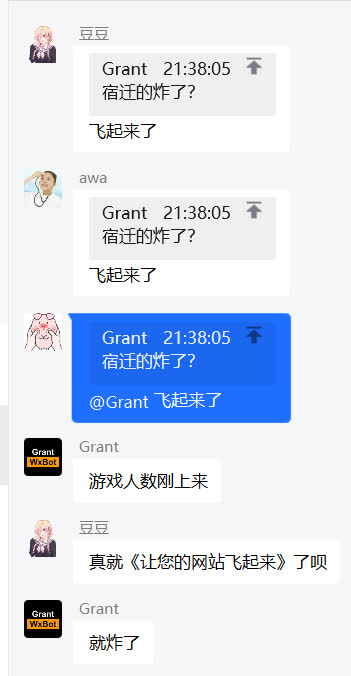 豆豆
Grant 21:38:05
宿迁的炸了？
飞起来了
awa
Grant 21:38:05
宿迁的炸了？
飞起来了
Grant 21:38:05
宿迁的炸了？
@Grant 飞起来了
Grant
Grant
WxBot
游戏人数刚上来
豆豆
真就《让您的网站飞起来》了呗
Grant
Grant
WxBot
就炸了